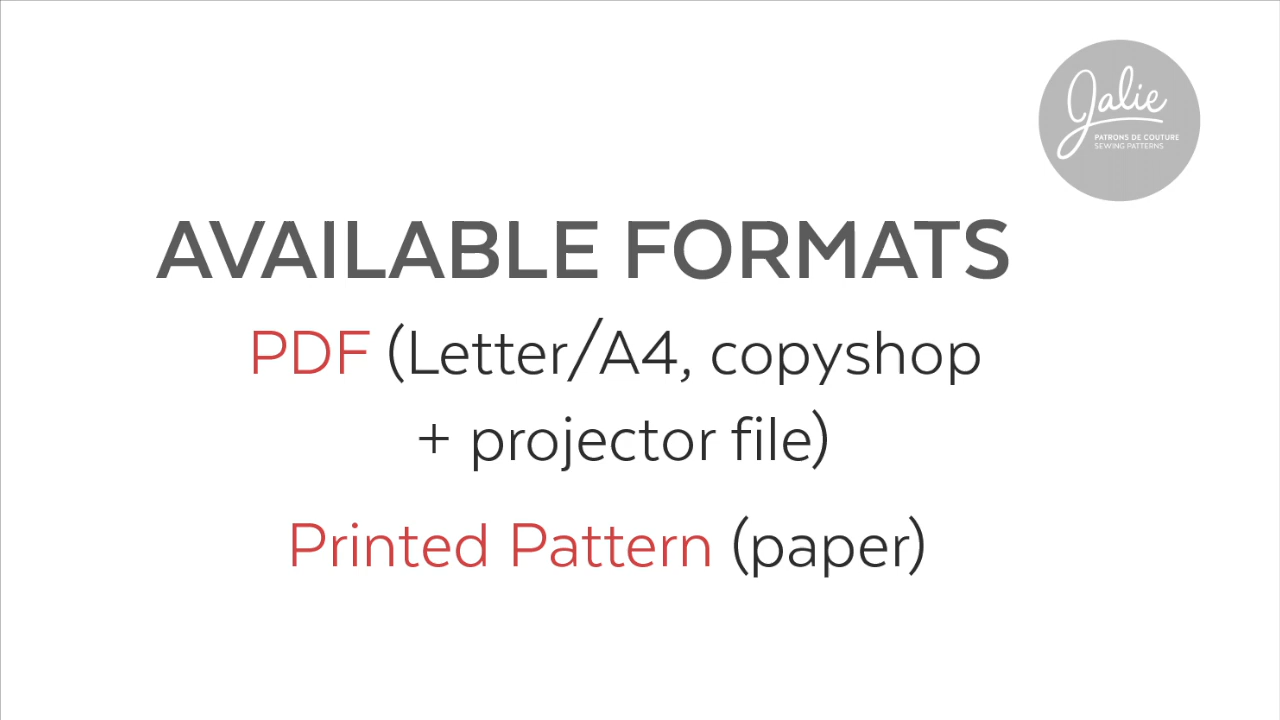 Jalie
PATRONS DE COUTURE
SEWING PATTERNS
AVAILABLE FORMATS
PDF (Letter/A4, copyshop
+ projector file)
Printed Pattern (paper)